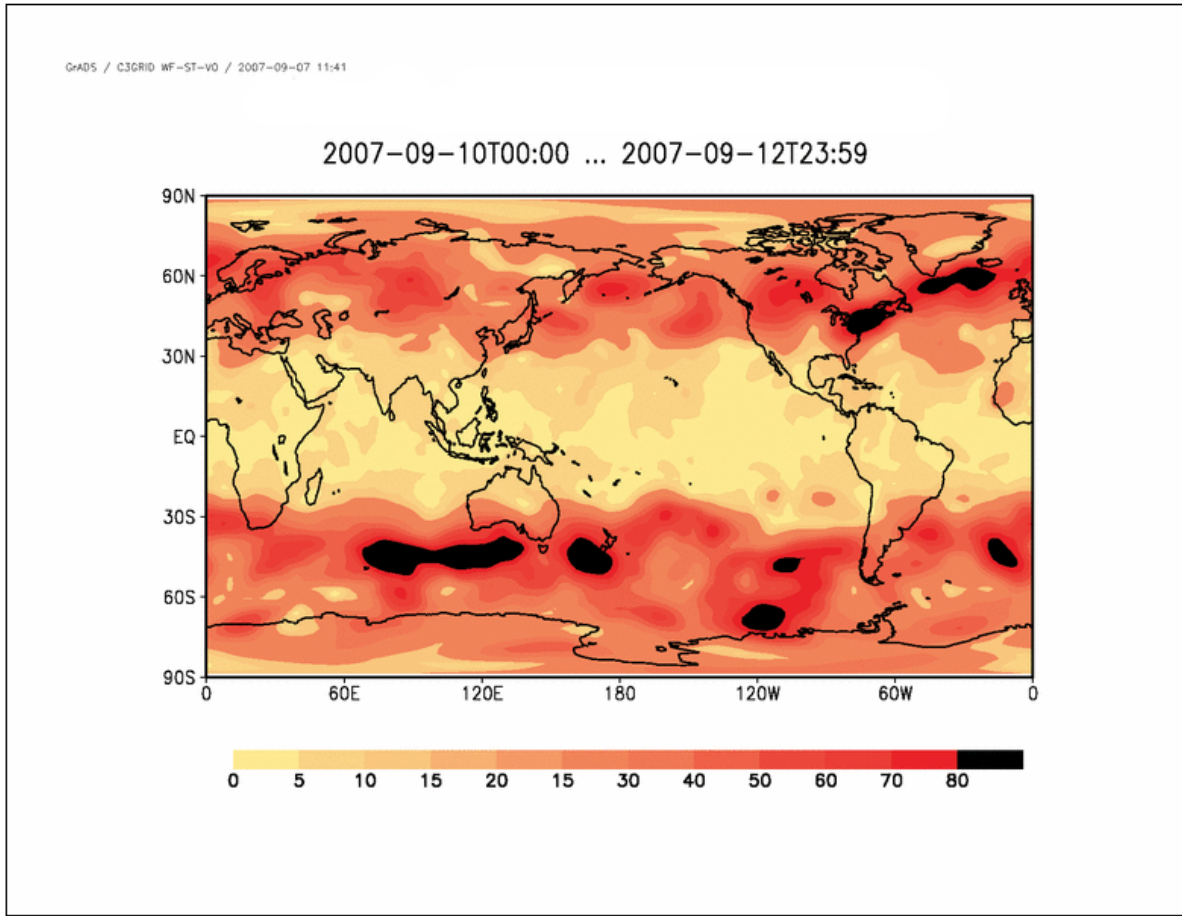 GrADS / C3GRID WF-ST-VO / 2007-09-07 11:41
2007-09-10T00:00 ... 2007-09-12T23:59
90N
60N
30N
EQ
30S
60S
90S
0 60E 120E 180 120W 60W 0
0 5 10 15 20 15 30 40 50 60 70 80